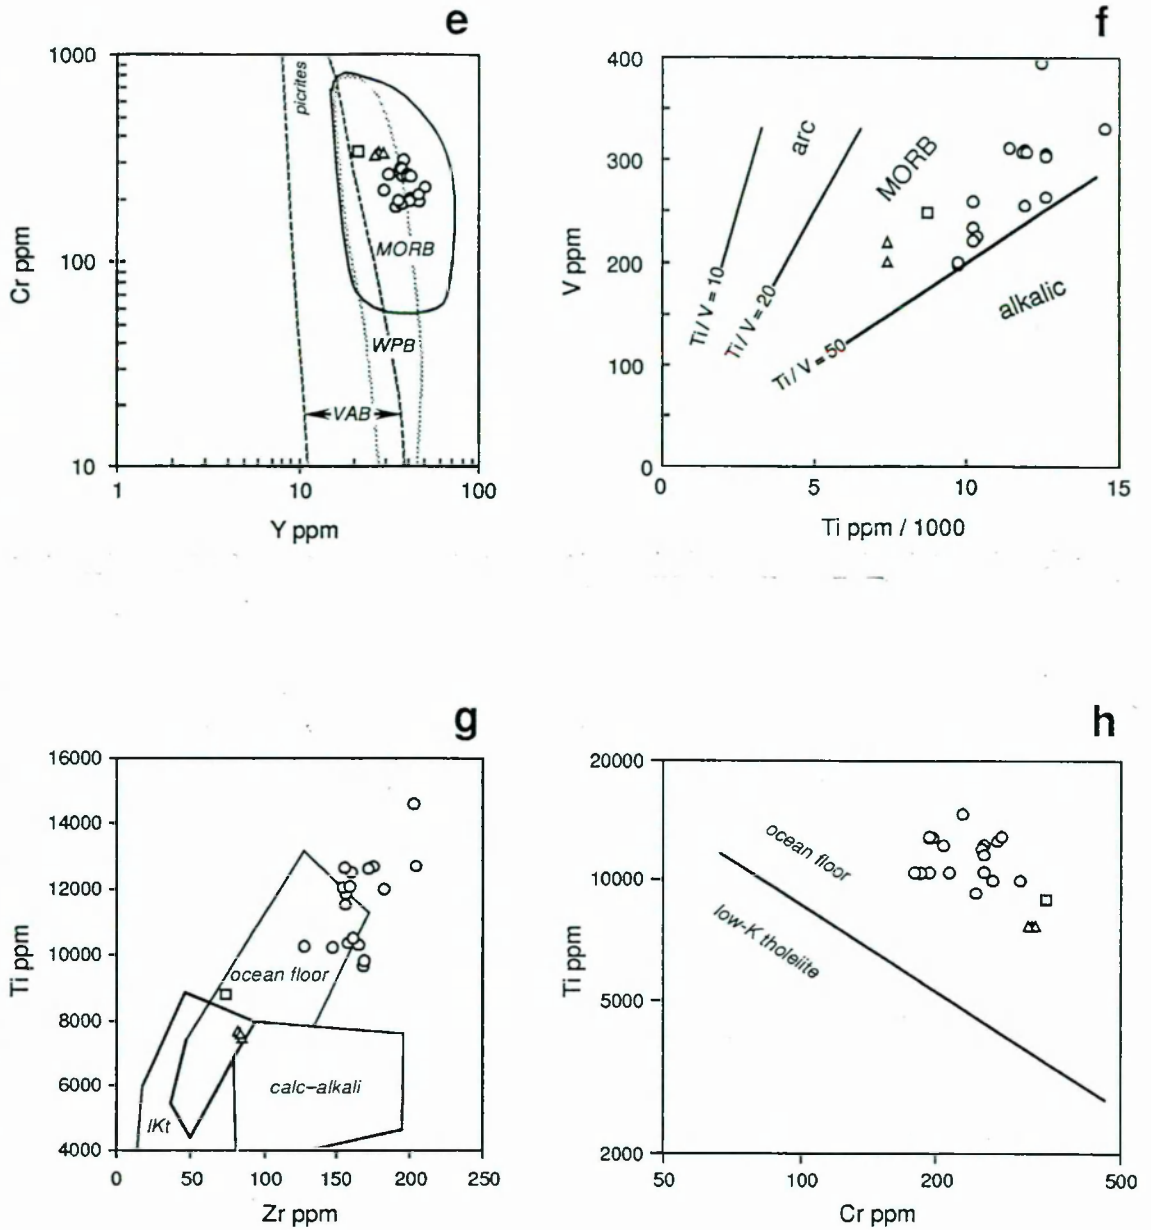 e
1000
100
10
1
10
100
Cr ppm
Y ppm
picrites
MORB
WPB
VAB
f
400
300
200
100
0
0
5
10
15
V ppm
Ti ppm / 1000
arc
MORB
alkalic
Ti / V = 10
Ti / V = 20
Ti / V = 50
g
16000
14000
12000
10000
8000
6000
4000
0
50
100
150
200
250
Ti ppm
Zr ppm
ocean floor
calc-alkali
lKt
h
20000
10000
5000
2000
50
100
200
500
Ti ppm
Cr ppm
ocean floor
low-K tholeiite